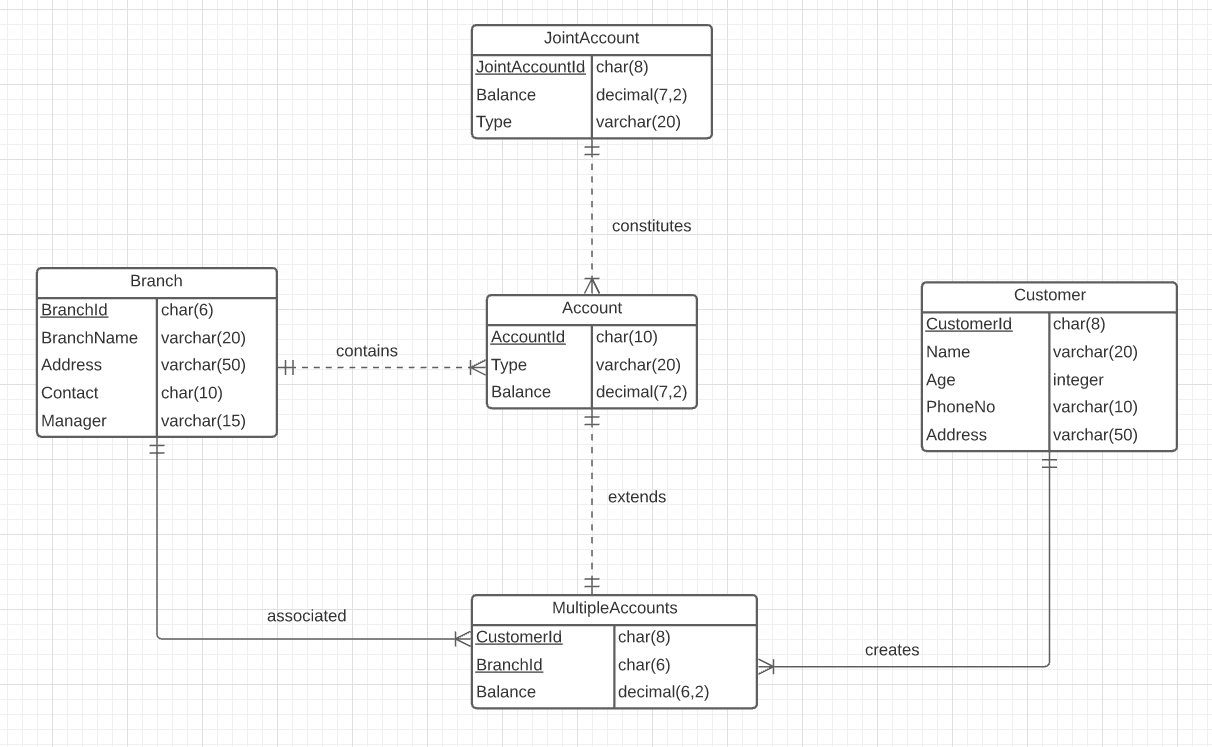 JointAccount
JointAccountId char(8)
Balance decimal(7,2)
Type varchar(20)
constitutes
Branch
BranchId char(6)
BranchName varchar(20)
Address varchar(50)
Contact char(10)
Manager varchar(15)
contains
Account
AccountId char(10)
Type varchar(20)
Balance decimal(7,2)
Customer
CustomerId char(8)
Name varchar(20)
Age integer
PhoneNo varchar(10)
Address varchar(50)
extends
associated
MultipleAccounts
CustomerId char(8)
BranchId char(6)
Balance decimal(6,2)
creates